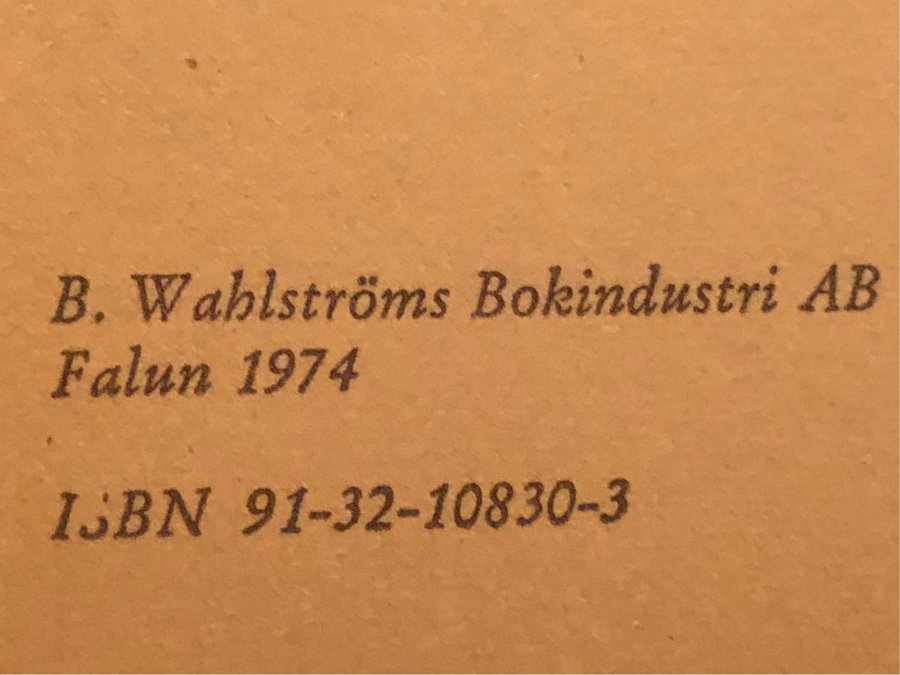 B. Wahlströms Bokindustri AB
Falun 1974
ISBN 91-32-10830-3